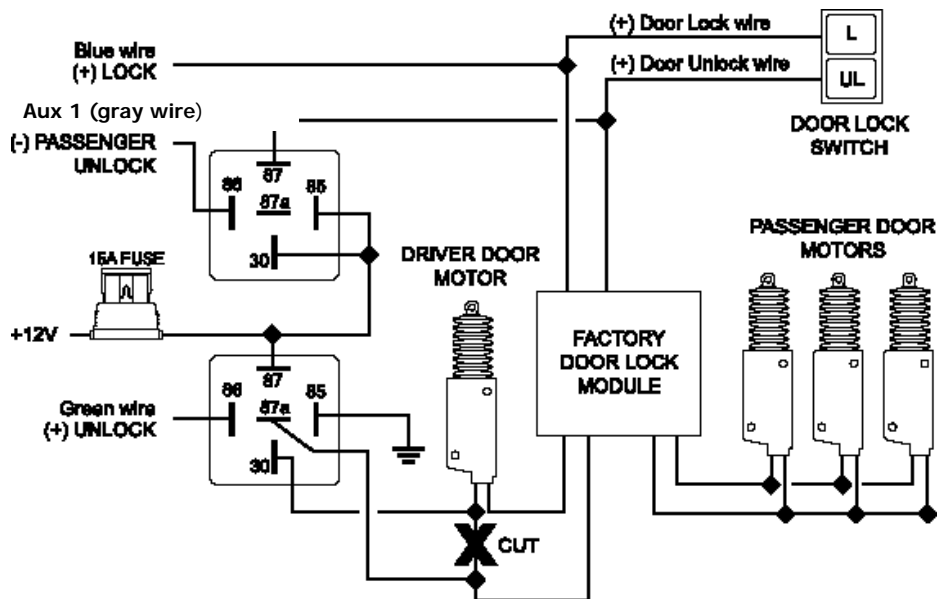 (+) Door Lock wire
L
Blue wire
(+) LOCK
(+) Door Unlock wire
UL
DOOR LOCK
SWITCH
Aux 1 (gray wire)
(-) PASSENGER
UNLOCK
87
86
87a
85
30
15A FUSE
+12V
DRIVER DOOR
MOTOR
PASSENGER DOOR
MOTORS
FACTORY
DOOR LOCK
MODULE
87
86
87a
85
30
Green wire
(+) UNLOCK
CUT